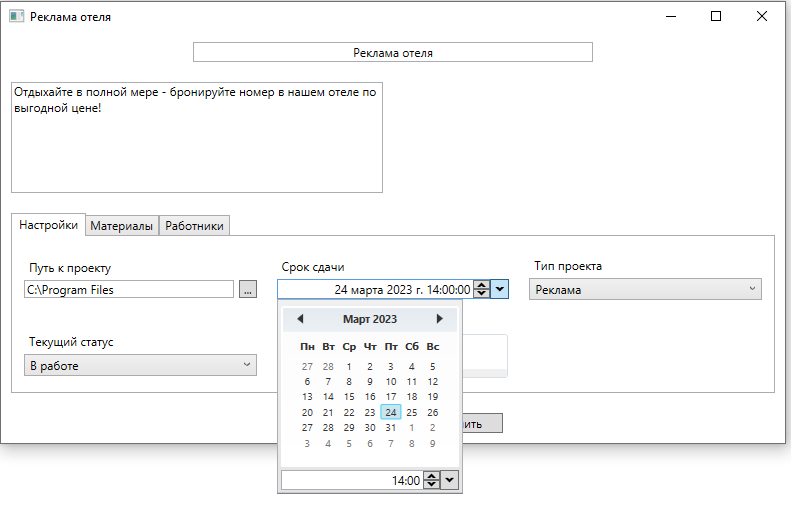 Реклама отеля
Реклама отеля
Отдыхайте в полной мере - бронируйте номер в нашем отеле по
выгодной цене!
Настройки Материалы Работники
Путь к проекту Срок сдачи Тип проекта
C:\Program Files ... 24 марта 2023 г. 14:00:00 Реклама
Март 2023
Текущий статус
В работе
Пн Вт Ср Чт Пт Сб Вс
27 28 1 2 3 4 5
6 7 8 9 10 11 12
13 14 15 16 17 18 19
20 21 22 23 24 25 26
27 28 29 30 31 1 2
3 4 5 6 7 8 9
14:00